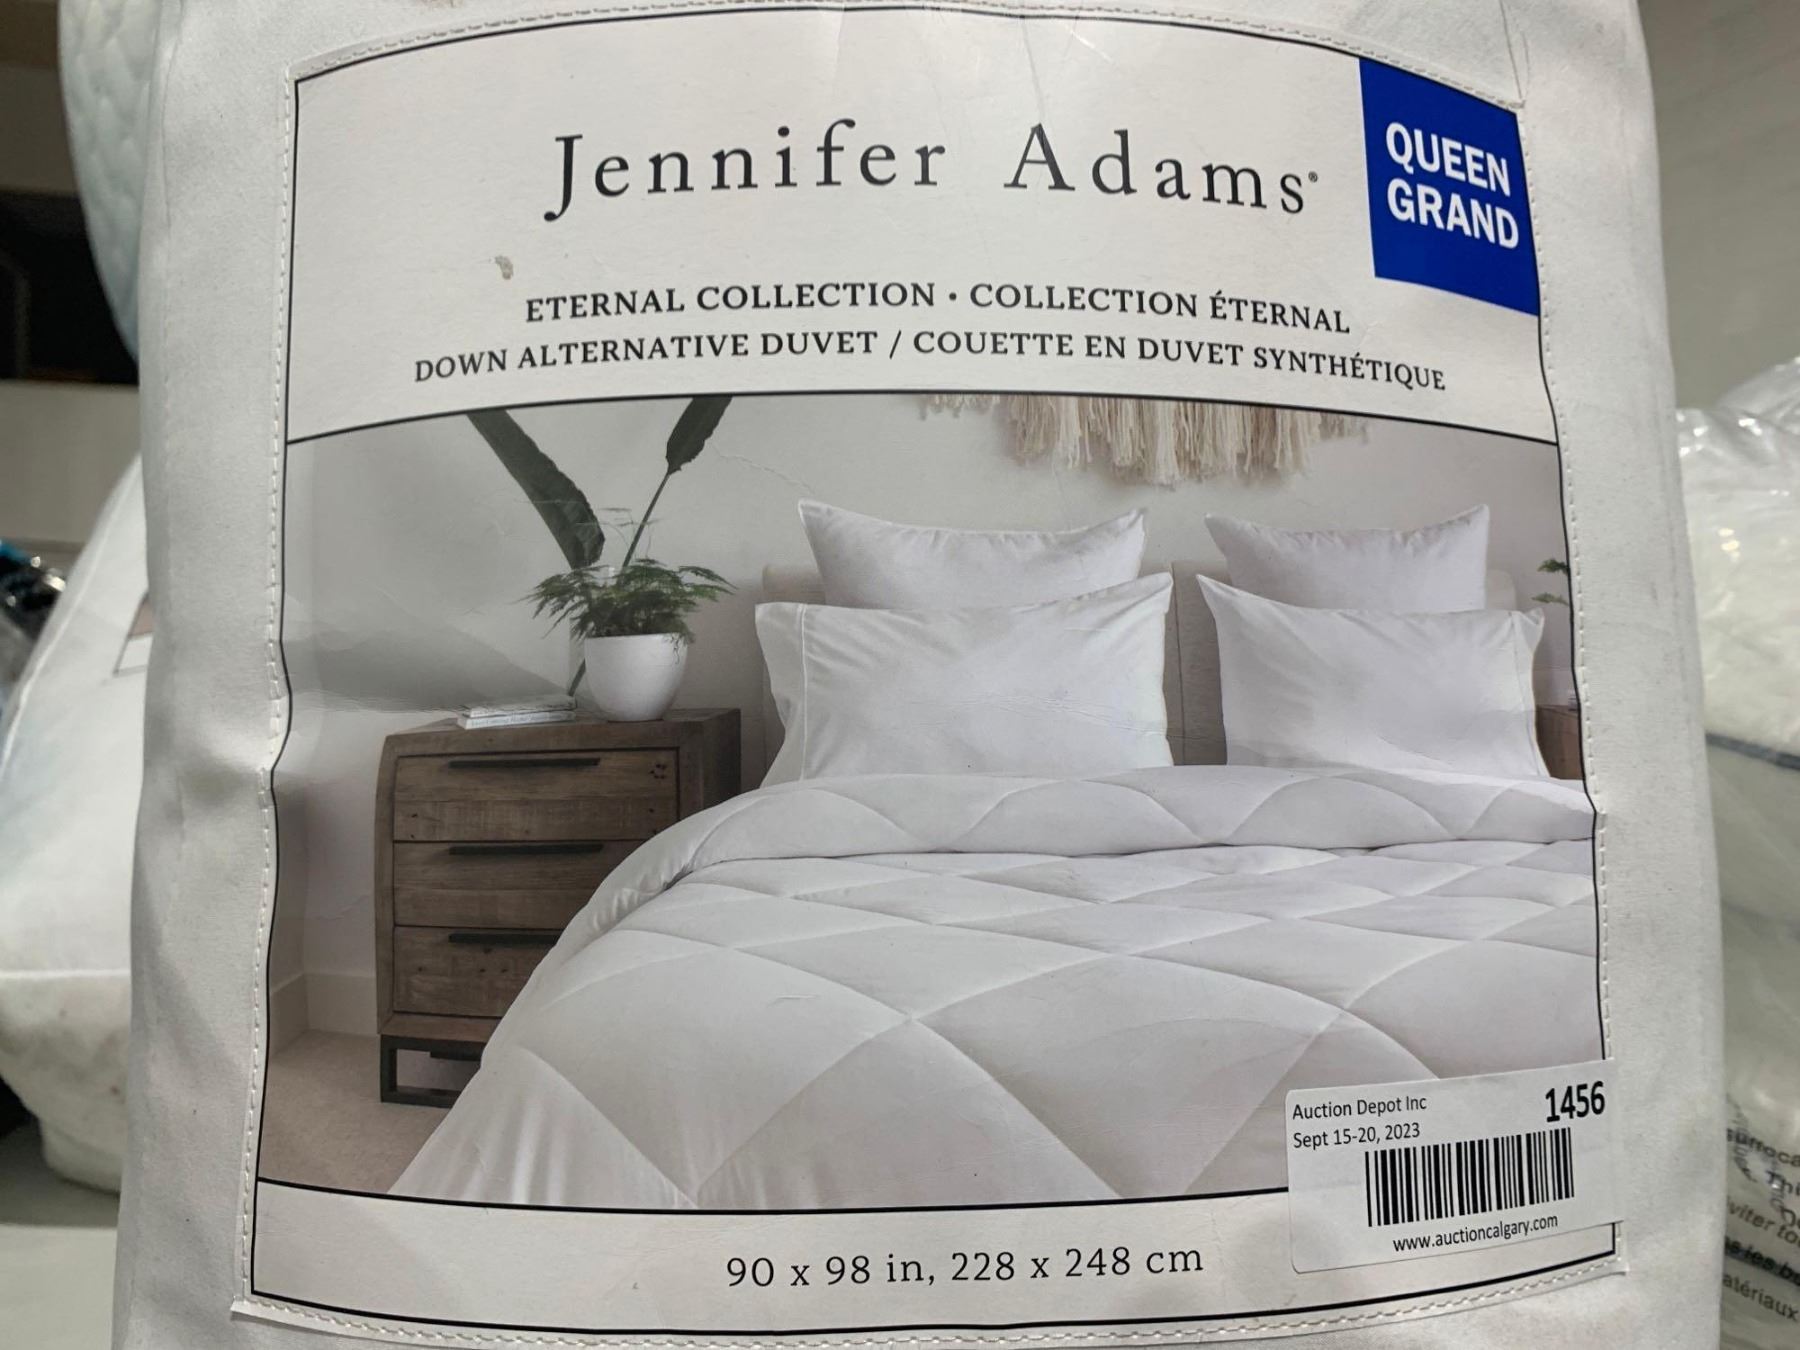 Jennifer Adams®
QUEEN
GRAND
ETERNAL COLLECTION • COLLECTION ÉTERNAL
DOWN ALTERNATIVE DUVET / COUETTE EN DUVET SYNTHÉTIQUE
Auction Depot Inc
1456
Sept 15-20, 2023
www.auctioncalgary.com
90 x 98 in, 228 x 248 cm